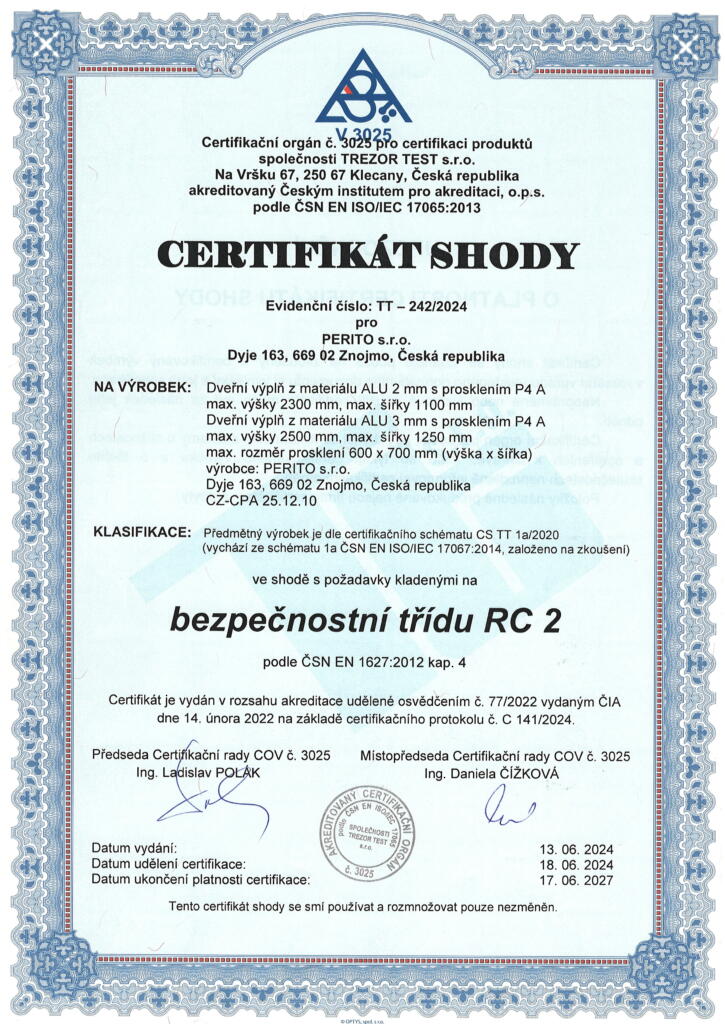 V 3025
Certifikační orgán č. 3025 pro certifikaci produktů
společnosti TREZOR TEST s.r.o.
Na Vršku 67, 250 67 Klecany, Česká republika
akreditovaný Českým institutem pro akreditaci, o.p.s.
podle ČSN EN ISO/IEC 17065:2013
CERTIFIKÁT SHODY
Evidenční číslo: TT – 242/2024
pro
PERITO s.r.o.
Dyje 163, 669 02 Znojmo, Česká republika
NA VÝROBEK: Dveřní výplň z materiálu ALU 2 mm s prosklením P4 A
max. výšky 2300 mm, max. šířky 1100 mm
Dveřní výplň z materiálu ALU 3 mm s prosklením P4 A
max. výšky 2500 mm, max. šířky 1250 mm
max. rozměr prosklení 600 x 700 mm (výška x šířka)
výrobce: PERITO s.r.o.
Dyje 163, 669 02 Znojmo, Česká republika
CZ-CPA 25.12.10
KLASIFIKACE: Předmětný výrobek je dle certifikačního schématu CS TT 1a/2020
(vychází ze schématu 1a ČSN EN ISO/IEC 17067:2014, založeno na zkoušení)
ve shodě s požadavky kladenými na
bezpečnostní třídu RC 2
podle ČSN EN 1627:2012 kap. 4
Certifikát je vydán v rozsahu akreditace udělené osvědčením č. 77/2022 vydaným ČIA
dne 14. února 2022 na základě certifikačního protokolu č. C 141/2024.
Předseda Certifikační rady COV č. 3025 Místopředseda Certifikační rady COV č. 3025
Ing. Ladislav POLÁK Ing. Daniela ČÍŽKOVÁ
AKREDITOVANÝ CERTIFIKAČNÍ ORGÁN
podle ČSN EN ISO/IEC 17065
SPOLEČNOSTI
TREZOR TEST
s.r.o.
č. 3025
Datum vydání: 13. 06. 2024
Datum udělení certifikace: 18. 06. 2024
Datum ukončení platnosti certifikace: 17. 06. 2027
Tento certifikát shody se smí používat a rozmnožovat pouze nezměněn.
© OPTYS, spol. s r.o.